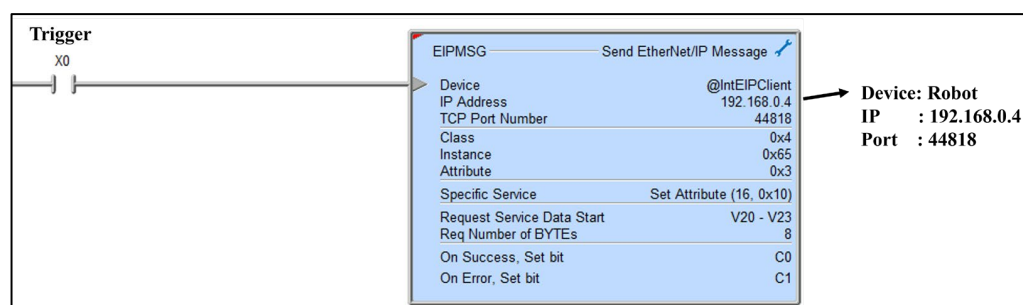 Trigger
X0
EIPMSG Send EtherNet/IP Message
Device @IntEIPClient
IP Address 192.168.0.4
TCP Port Number 44818
Class 0x4
Instance 0x65
Attribute 0x3
Specific Service Set Attribute (16, 0x10)
Request Service Data Start V20 - V23
Req Number of BYTEs 8
On Success, Set bit C0
On Error, Set bit C1
Device: Robot
IP : 192.168.0.4
Port : 44818